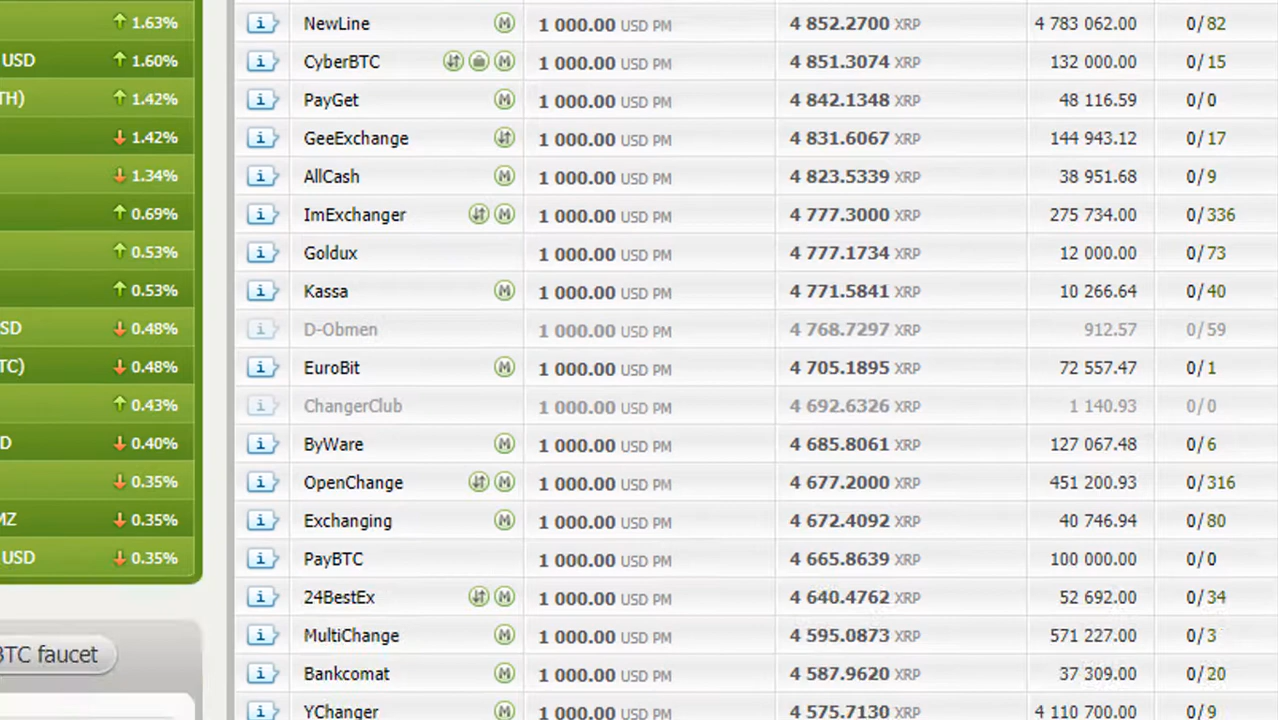 1.63%
USD 1.60%
TH) 1.42%
1.42%
1.34%
0.69%
0.53%
0.53%
SD 0.48%
TC) 0.48%
0.43%
D 0.40%
0.35%
MZ 0.35%
USD 0.35%
BTC faucet
i NewLine M 1 000.00 USD PM 4 852.2700 XRP 4 783 062.00 0/82
i CyberBTC M 1 000.00 USD PM 4 851.3074 XRP 132 000.00 0/15
i PayGet M 1 000.00 USD PM 4 842.1348 XRP 48 116.59 0/0
i GeeExchange 1 000.00 USD PM 4 831.6067 XRP 144 943.12 0/17
i AllCash M 1 000.00 USD PM 4 823.5339 XRP 38 951.68 0/9
i ImExchanger M 1 000.00 USD PM 4 777.3000 XRP 275 734.00 0/336
i Goldux 1 000.00 USD PM 4 777.1734 XRP 12 000.00 0/73
i Kassa M 1 000.00 USD PM 4 771.5841 XRP 10 266.64 0/40
i D-Obmen 1 000.00 USD PM 4 768.7297 XRP 912.57 0/59
i EuroBit M 1 000.00 USD PM 4 705.1895 XRP 72 557.47 0/1
i ChangerClub 1 000.00 USD PM 4 692.6326 XRP 1 140.93 0/0
i ByWare M 1 000.00 USD PM 4 685.8061 XRP 127 067.48 0/6
i OpenChange M 1 000.00 USD PM 4 677.2000 XRP 451 200.93 0/316
i Exchanging M 1 000.00 USD PM 4 672.4092 XRP 40 746.94 0/80
i PayBTC 1 000.00 USD PM 4 665.8639 XRP 100 000.00 0/0
i 24BestEx M 1 000.00 USD PM 4 640.4762 XRP 52 692.00 0/34
i MultiChange M 1 000.00 USD PM 4 595.0873 XRP 571 227.00 0/3
i Bankcomat M 1 000.00 USD PM 4 587.9620 XRP 37 309.00 0/20
i YChanger M 1 000.00 USD PM 4 575.7130 XRP 4 110 700.00 0/9